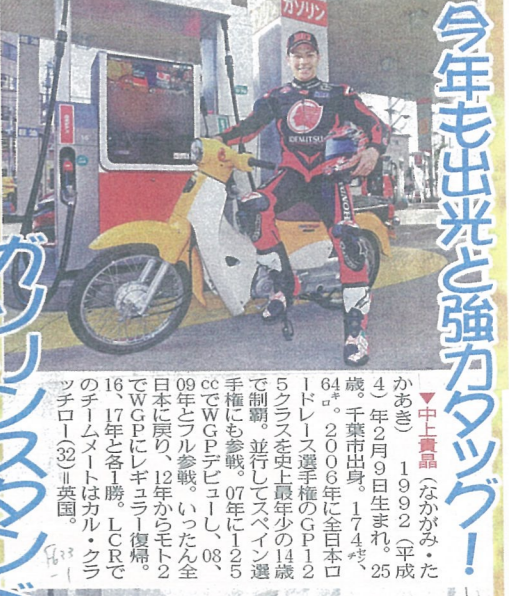 今年も出光と強力タッグ！
ガソリン
IDEMITSU
HONDA
▼中上貴晶（なかがみ・た
かあき）　1992（平成
4）年2月9日生まれ。25
歳。千葉市出身。174㌢、
64㌔。2006年に全日本ロ
ードレース選手権のGP12
5クラスを史上最年少の14歳
で制覇。並行してスペイン選
手権にも参戦。07年に125
ccでWGPデビューし、08、
09年とフル参戦。いったん全
日本に戻り、12年からモト2
でWGPにレギュラー復帰。
16、17年と各1勝。LCRで
のチームメートはカル・クラ
ッチロー（32）＝英国。
ガソリンスタンド